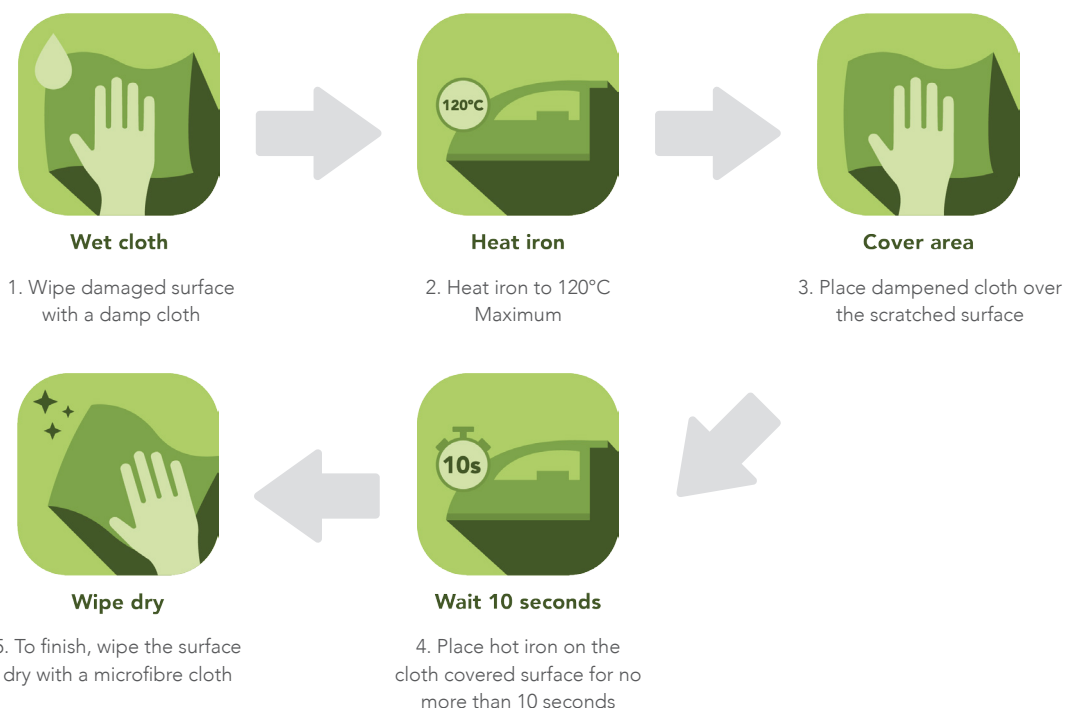 120°C
Wet cloth
Heat iron
Cover area
1. Wipe damaged surface
with a damp cloth
2. Heat iron to 120°C
Maximum
3. Place dampened cloth over
the scratched surface
10s
Wipe dry
Wait 10 seconds
5. To finish, wipe the surface
dry with a microfibre cloth
4. Place hot iron on the
cloth covered surface for no
more than 10 seconds